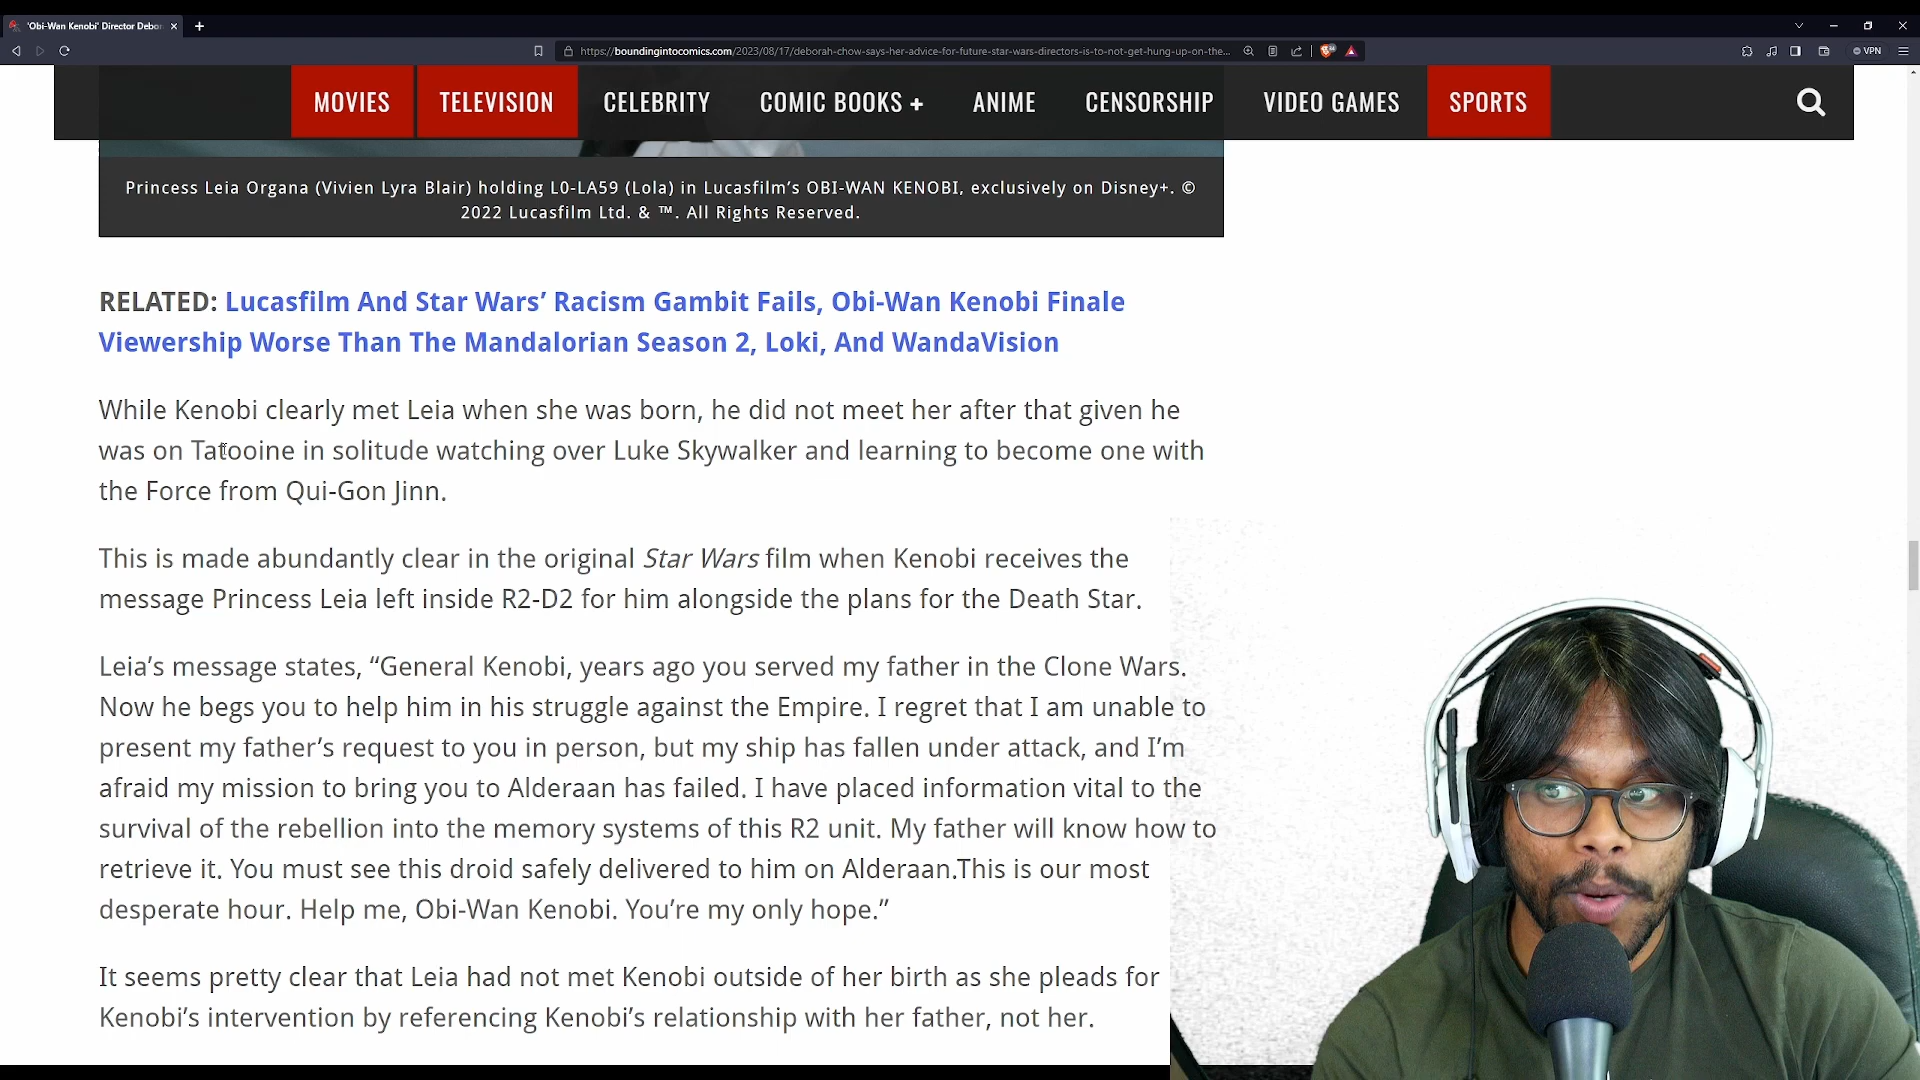 'Obi-Wan Kenobi' Director Debor
https://boundingintocomics.com/2023/08/17/deborah-chow-says-her-advice-for-future-star-wars-directors-is-to-not-get-hung-up-on-the...
VPN
MOVIES TELEVISION CELEBRITY COMIC BOOKS + ANIME CENSORSHIP VIDEO GAMES SPORTS
Princess Leia Organa (Vivien Lyra Blair) holding L0-LA59 (Lola) in Lucasfilm’s OBI-WAN KENOBI, exclusively on Disney+. ©
2022 Lucasfilm Ltd. & ™. All Rights Reserved.
RELATED: Lucasfilm And Star Wars’ Racism Gambit Fails, Obi-Wan Kenobi Finale
Viewership Worse Than The Mandalorian Season 2, Loki, And WandaVision
While Kenobi clearly met Leia when she was born, he did not meet her after that given he
was on Tatooine in solitude watching over Luke Skywalker and learning to become one with
the Force from Qui-Gon Jinn.
This is made abundantly clear in the original Star Wars film when Kenobi receives the
message Princess Leia left inside R2-D2 for him alongside the plans for the Death Star.
Leia’s message states, “General Kenobi, years ago you served my father in the Clone Wars.
Now he begs you to help him in his struggle against the Empire. I regret that I am unable to
present my father’s request to you in person, but my ship has fallen under attack, and I’m
afraid my mission to bring you to Alderaan has failed. I have placed information vital to the
survival of the rebellion into the memory systems of this R2 unit. My father will know how to
retrieve it. You must see this droid safely delivered to him on Alderaan.This is our most
desperate hour. Help me, Obi-Wan Kenobi. You’re my only hope.”
It seems pretty clear that Leia had not met Kenobi outside of her birth as she pleads for
Kenobi’s intervention by referencing Kenobi’s relationship with her father, not her.